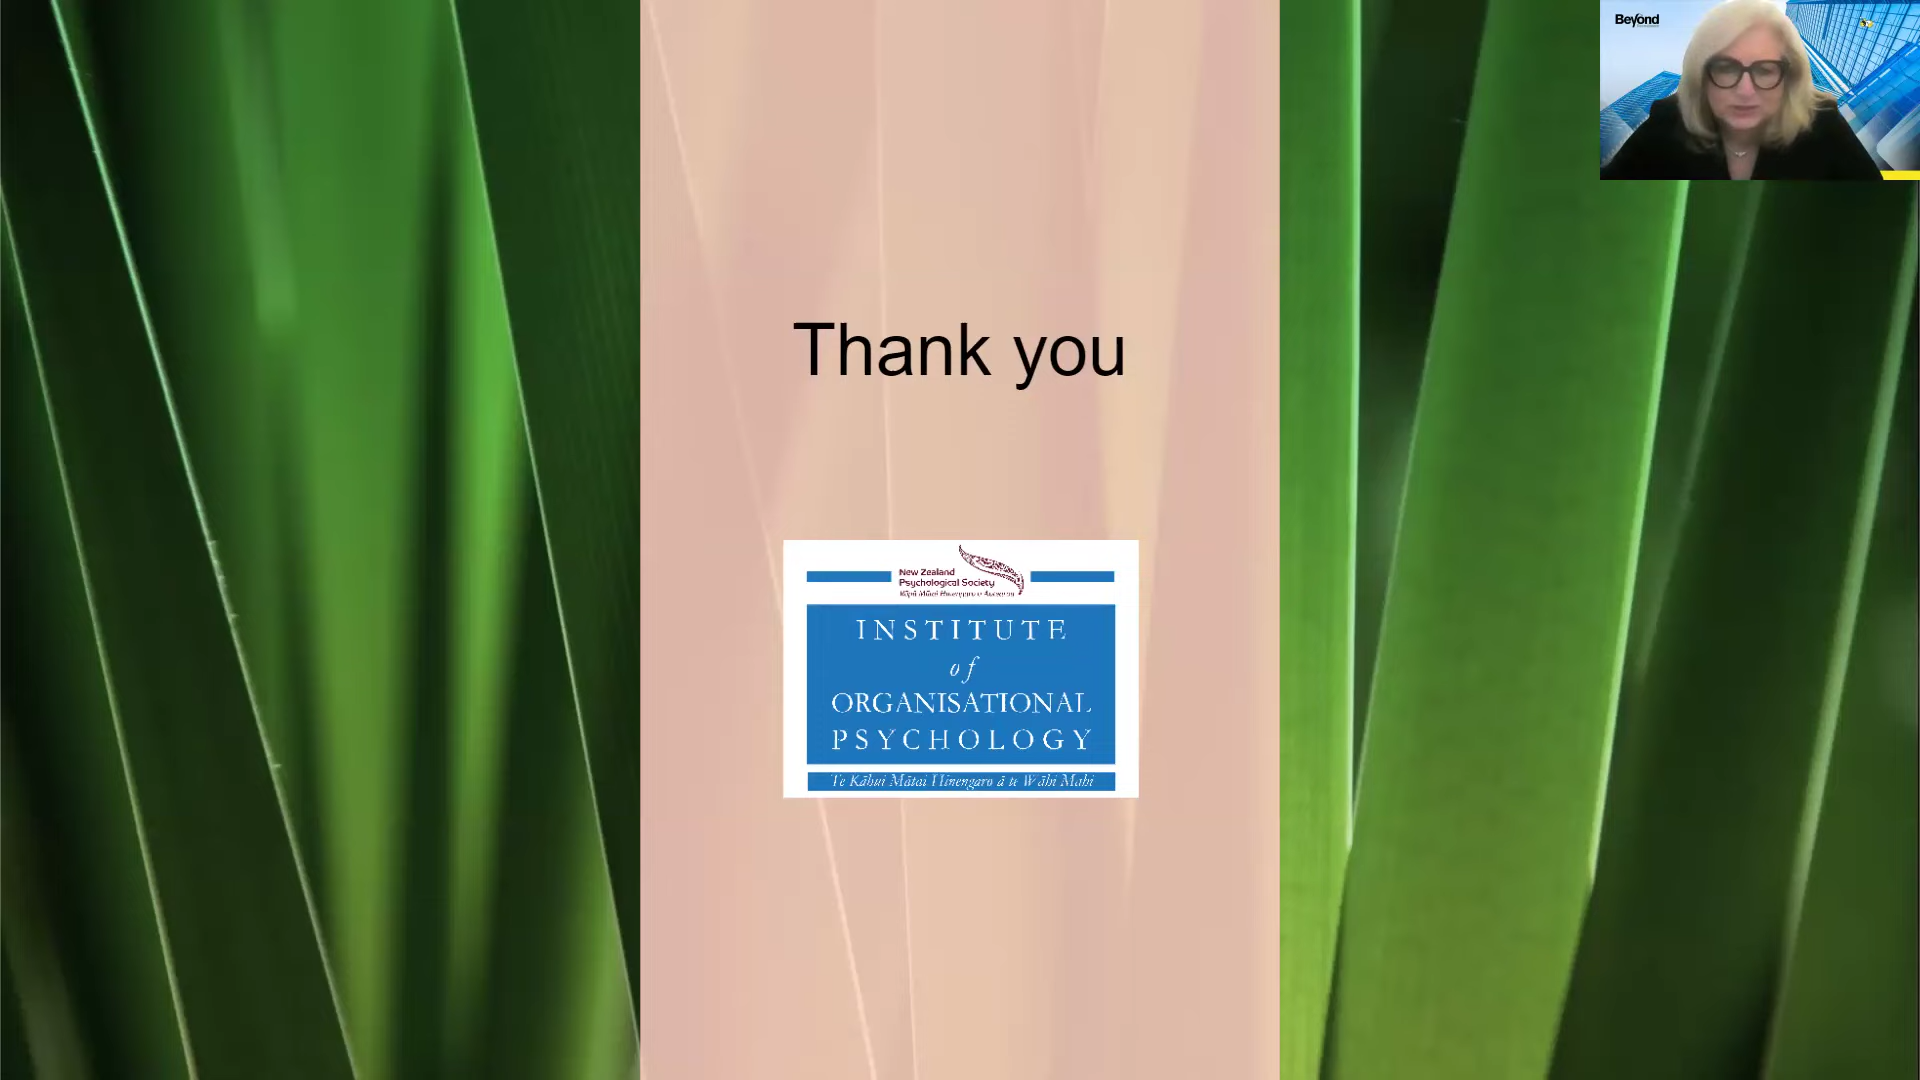 Beyond
Thank you
New Zealand
Psychological Society
INSTITUTE
of
ORGANISATIONAL
PSYCHOLOGY
Te Kāhui Mātai Hinengaro ā te Wāhi Mahi